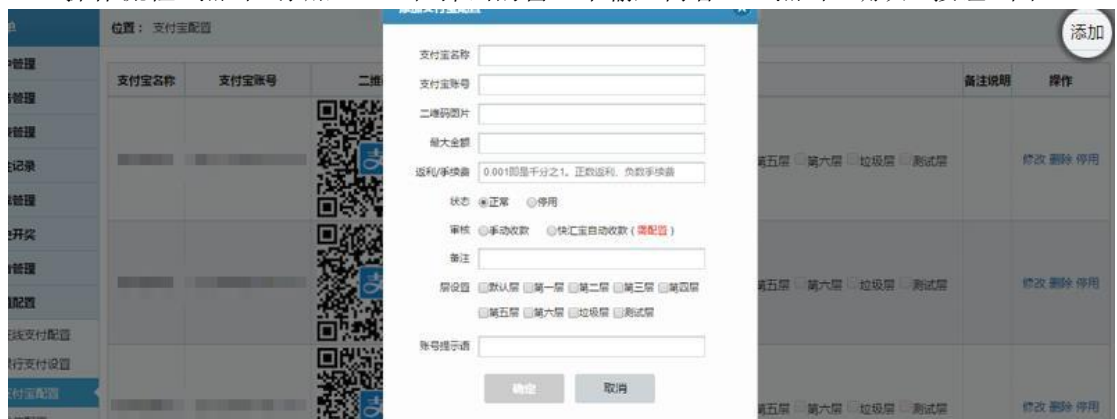 位置： 支付宝配置
添加
支付宝名称 支付宝账号 备注说明 操作
支付宝名称
支付宝账号
二维码图片
最大金额
返利/手续费 0.001即是千分之1。正数返利、负数手续费
状态 正常 停用
审核 手动收款 快汇宝自动收款（需配置）
备注
层设置 默认层 第一层 第二层 第三层 第四层
第五层 第六层 垃圾层 测试层
账号提示语
确定 取消
管理
管理
记录
管理
开奖
管理
配置
支付配置
行支付设置
付宝配置
第五层 第六层 垃圾层 测试层 修改 删除 停用
第五层 第六层 垃圾层 测试层 修改 删除 停用
第五层 第六层 垃圾层 测试层 修改 删除 停用